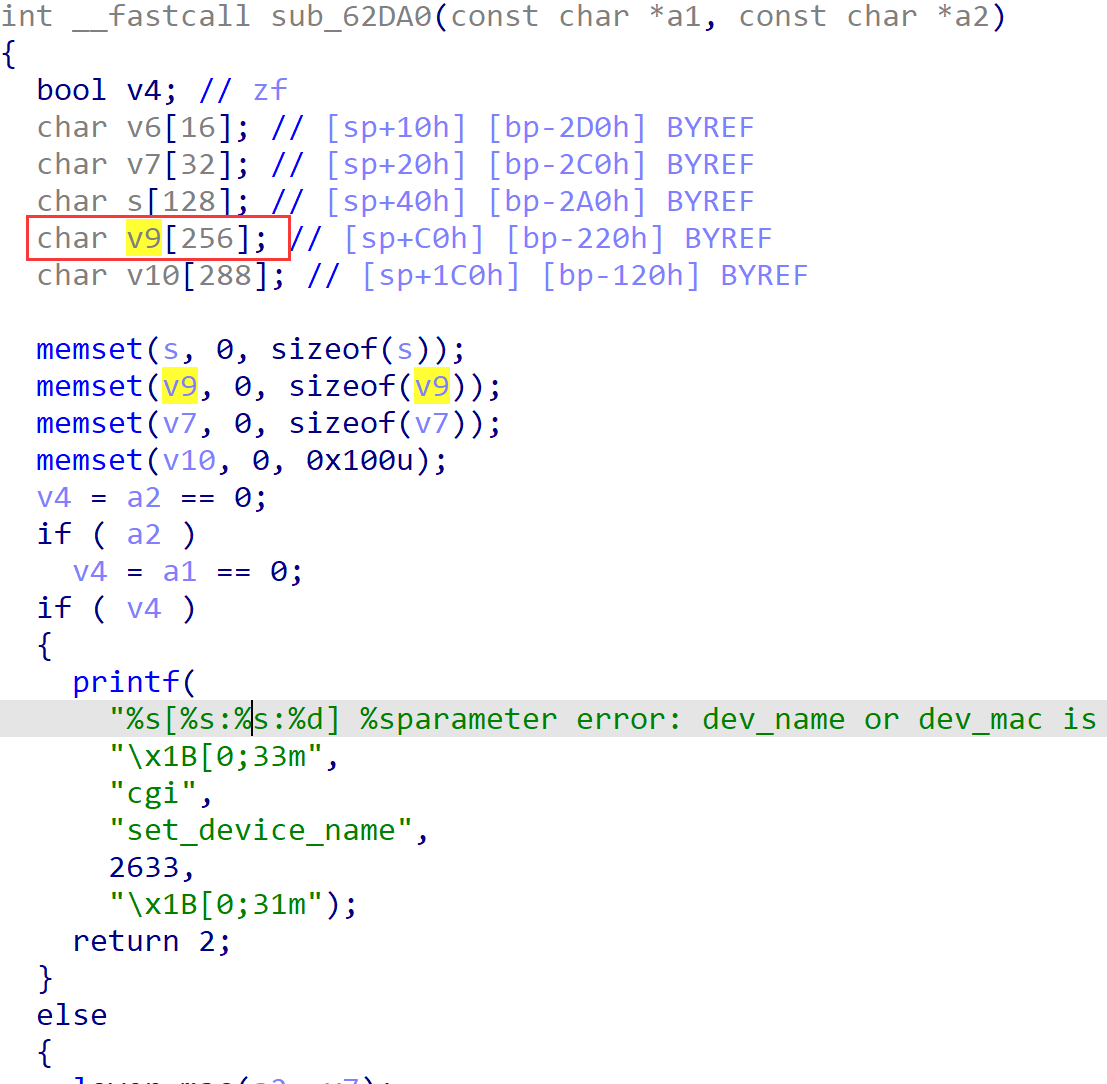 int __fastcall sub_62DA0(const char *a1, const char *a2)
{
  bool v4; // zf
  char v6[16]; // [sp+10h] [bp-2D0h] BYREF
  char v7[32]; // [sp+20h] [bp-2C0h] BYREF
  char s[128]; // [sp+40h] [bp-2A0h] BYREF
  char v9[256]; // [sp+C0h] [bp-220h] BYREF
  char v10[288]; // [sp+1C0h] [bp-120h] BYREF

  memset(s, 0, sizeof(s));
  memset(v9, 0, sizeof(v9));
  memset(v7, 0, sizeof(v7));
  memset(v10, 0, 0x100u);
  v4 = a2 == 0;
  if ( a2 )
    v4 = a1 == 0;
  if ( v4 )
  {
    printf(
      "%s[%s:%s:%d] %sparameter error: dev_name or dev_mac is
      "\x1B[0;33m",
      "cgi",
      "set_device_name",
      2633,
      "\x1B[0;31m");
    return 2;
  }
  else
  {